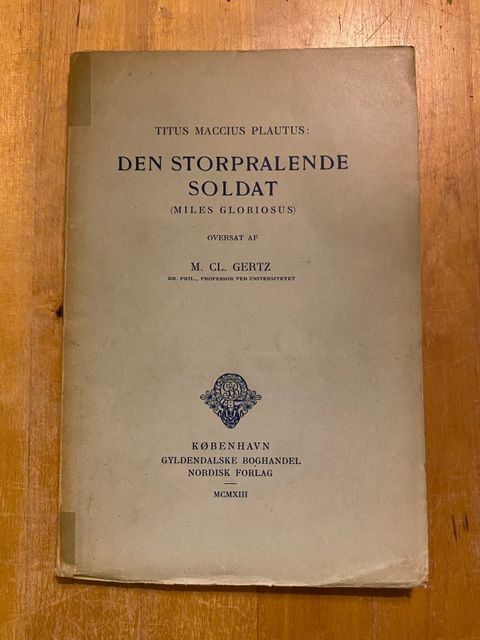 TITUS MACCIUS PLAUTUS:
DEN STORPRALENDE
SOLDAT
(MILES GLORIOSUS)
OVERSAT AF
M. CL. GERTZ
DR. PHIL., PROFESSOR VED UNIVERSITETET
KØBENHAVN
GYLDENDALSKE BOGHANDEL
NORDISK FORLAG
MCMXIII